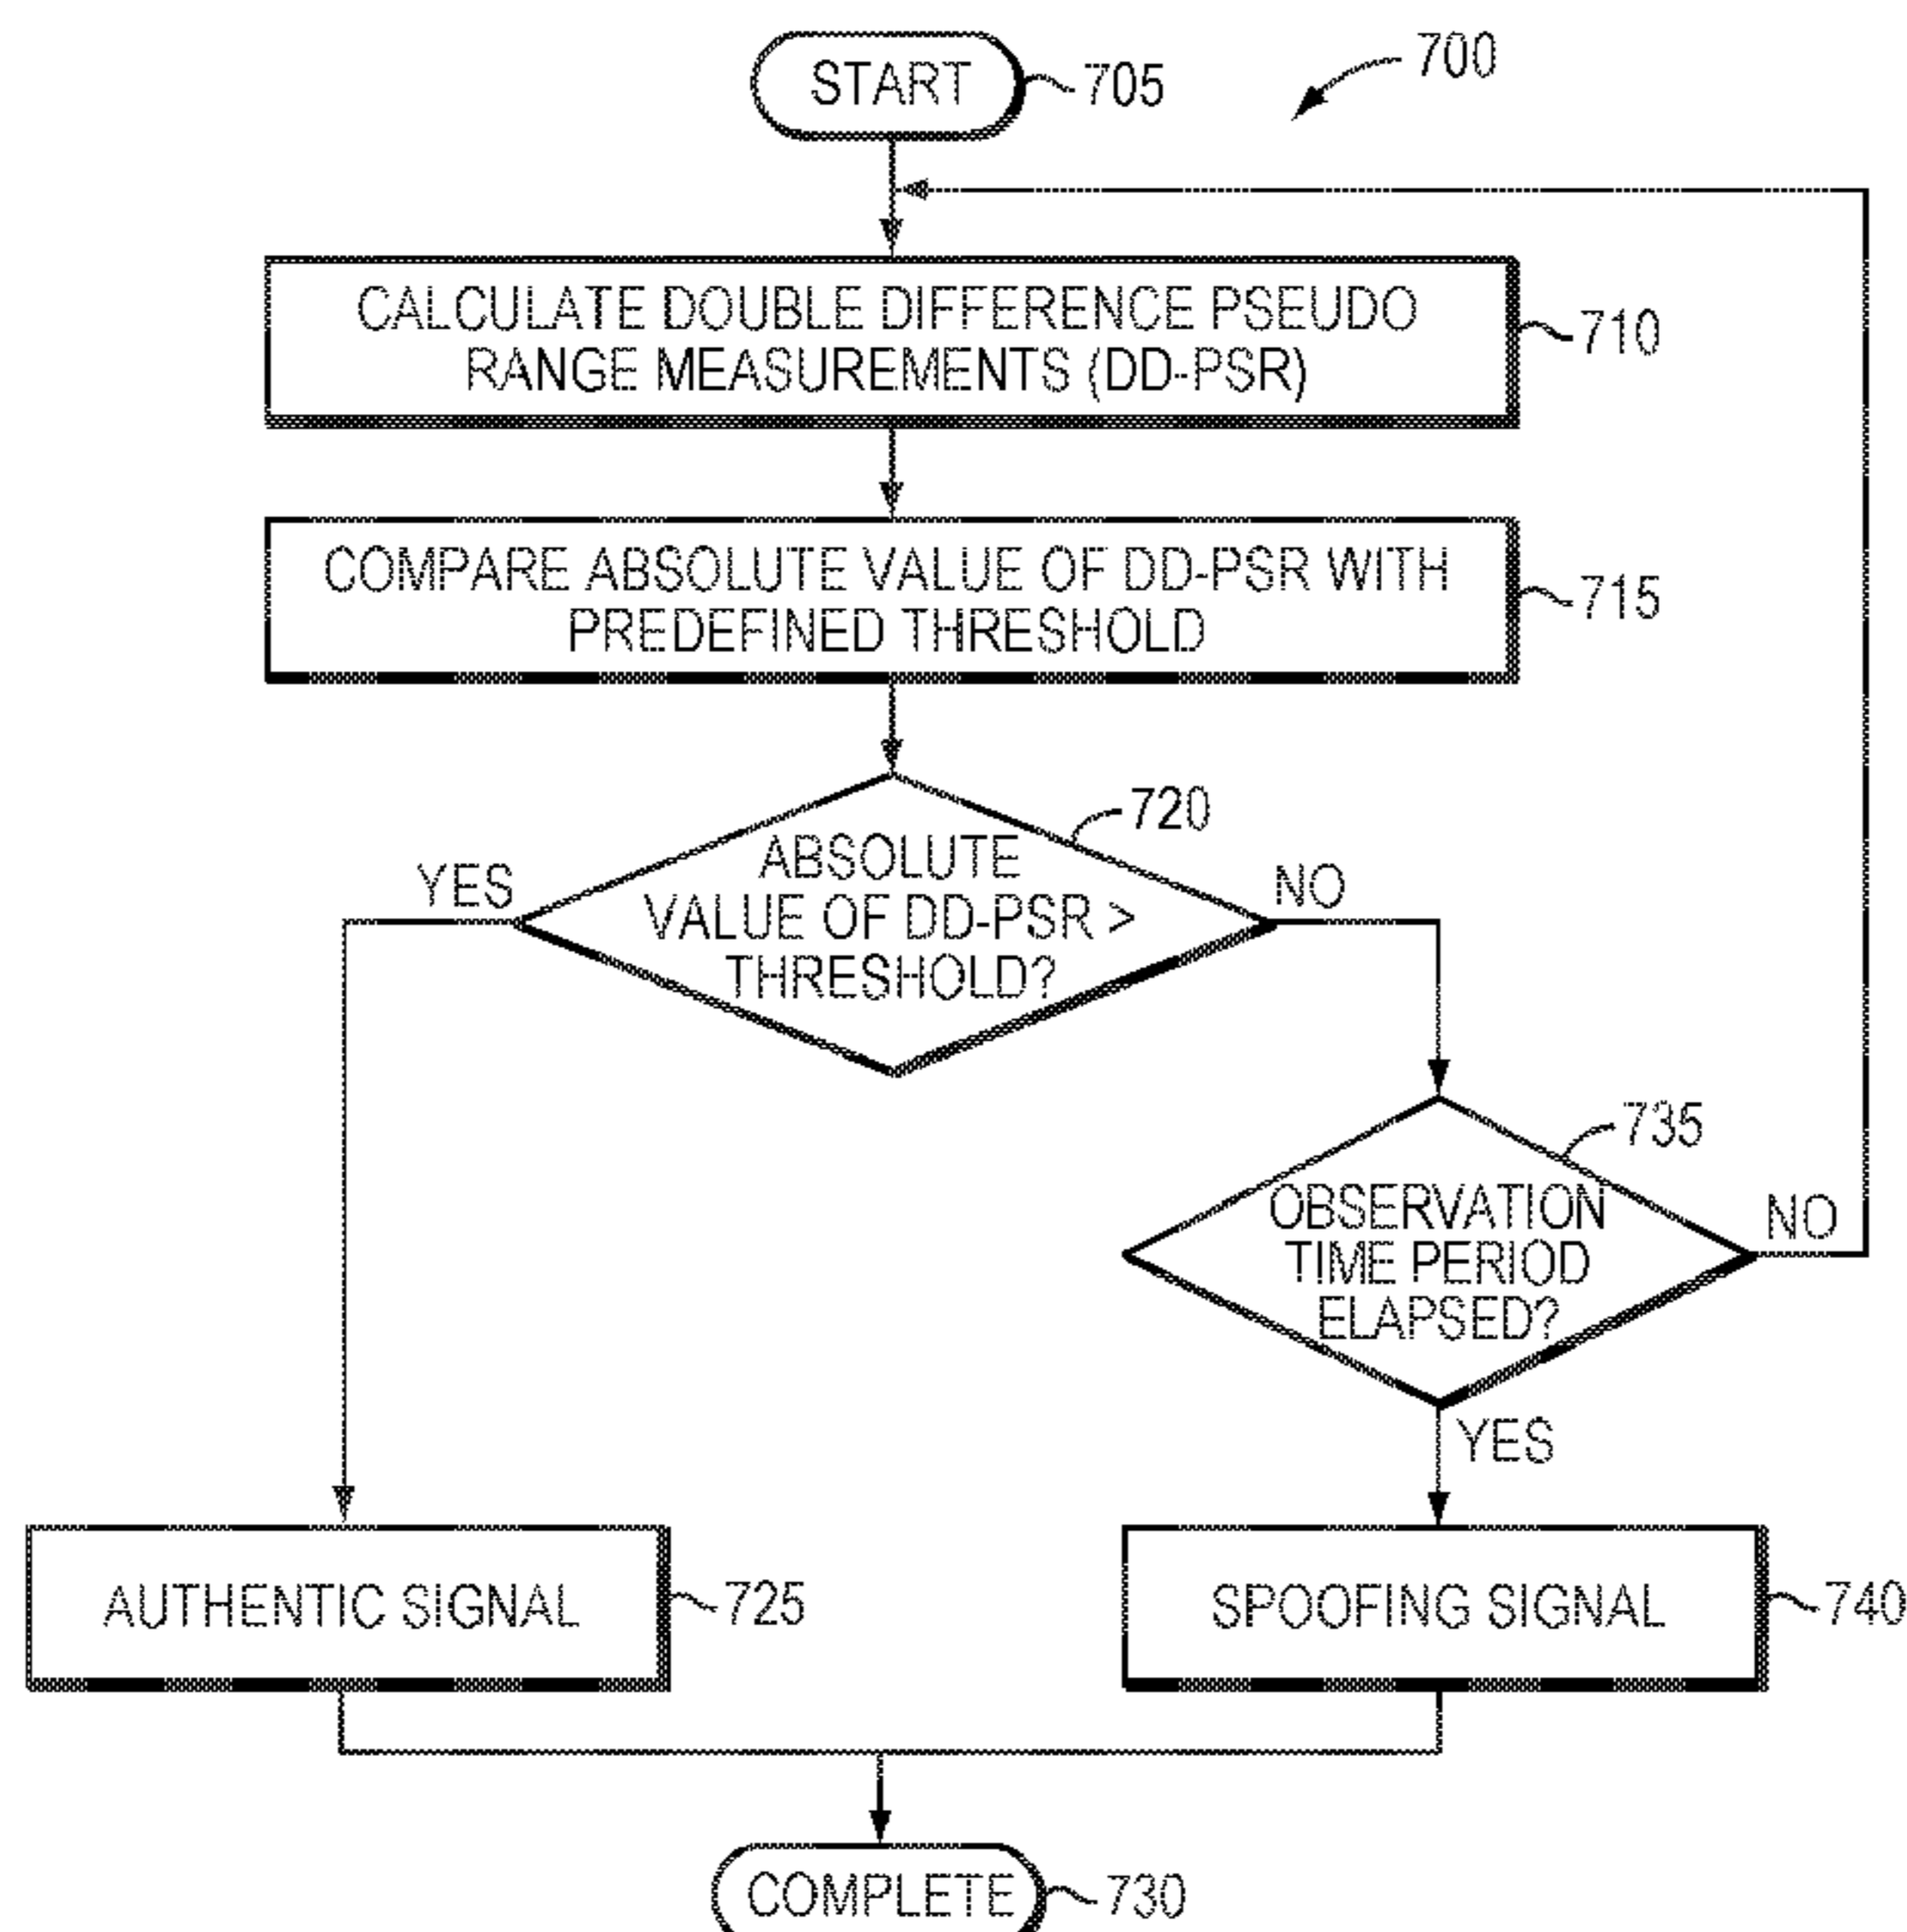 700
START
705
CALCULATE DOUBLE DIFFERENCE PSEUDO
RANGE MEASUREMENTS (DD-PSR)
710
COMPARE ABSOLUTE VALUE OF DD-PSR WITH
PREDEFINED THRESHOLD
715
720
ABSOLUTE
VALUE OF DD-PSR >
THRESHOLD?
YES
NO
735
OBSERVATION
TIME PERIOD
ELAPSED?
NO
YES
AUTHENTIC SIGNAL
725
SPOOFING SIGNAL
740
COMPLETE
730